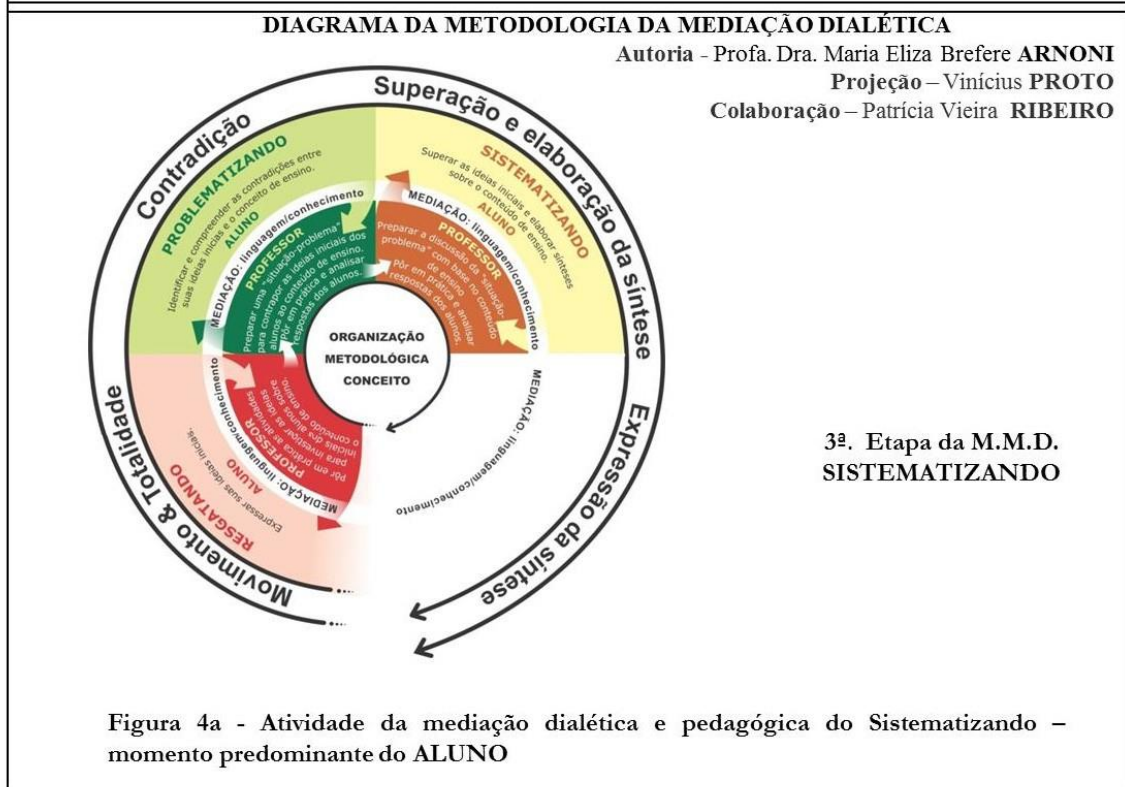 DIAGRAMA DA METODOLOGIA DA MEDIAÇÃO DIALÉTICA
Autoria - Profa. Dra. Maria Eliza Brefere ARNONI
Projeção – Vinícius PROTO
Colaboração – Patrícia Vieira RIBEIRO
Movimento & Totalidade
Contradição
Superação e elaboração da síntese
Expressão da síntese
RESGATANDO
Expressar suas ideias iniciais.
ALUNO
MEDIAÇÃO: linguagem/conhecimento
PROFESSOR
pôr em prática as atividades
para investigar as ideias
iniciais dos alunos sobre
o conteúdo de ensino.
PROBLEMATIZANDO
Identificar e compreender as contradições entre
suas ideias inicias e o conceito de ensino.
ALUNO
MEDIAÇÃO: linguagem/conhecimento
PROFESSOR
Preparar uma "situação-problema"
para contrapor as ideias iniciais dos
alunos ao conteúdo de ensino.
Pôr em prática e analisar
respostas dos alunos.
SISTEMATIZANDO
Superar as ideias iniciais e elaborar sínteses
sobre o conteúdo de ensino.
ALUNO
MEDIAÇÃO: linguagem/conhecimento
PROFESSOR
Preparar a discussão da "situação-
problema" com base no conteúdo
de ensino
Pôr em prática e analisar
respostas dos alunos.
MEDIAÇÃO: linguagem/conhecimento
ORGANIZAÇÃO
METODOLÓGICA
CONCEITO
3ª. Etapa da M.M.D.
SISTEMATIZANDO
Figura 4a - Atividade da mediação dialética e pedagógica do Sistematizando –
momento predominante do ALUNO